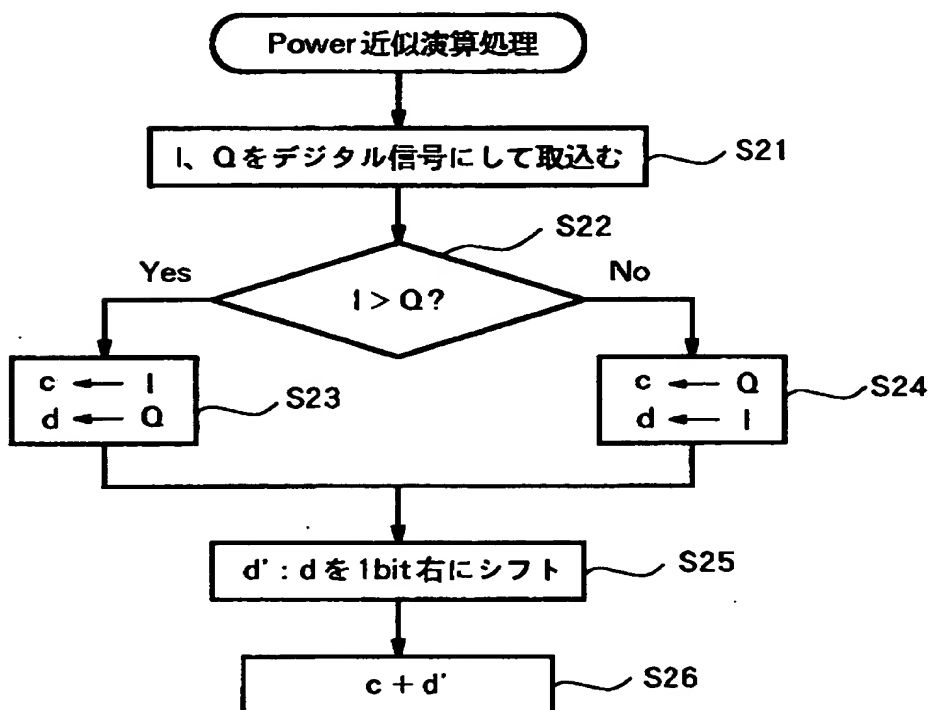 Power近似演算処理
I、Qをデジタル信号にして取込む
S21
S22
Yes
No
I > Q?
c ← I
d ← Q
S23
c ← Q
d ← I
S24
d' : dを1bit右にシフト
S25
c + d'
S26